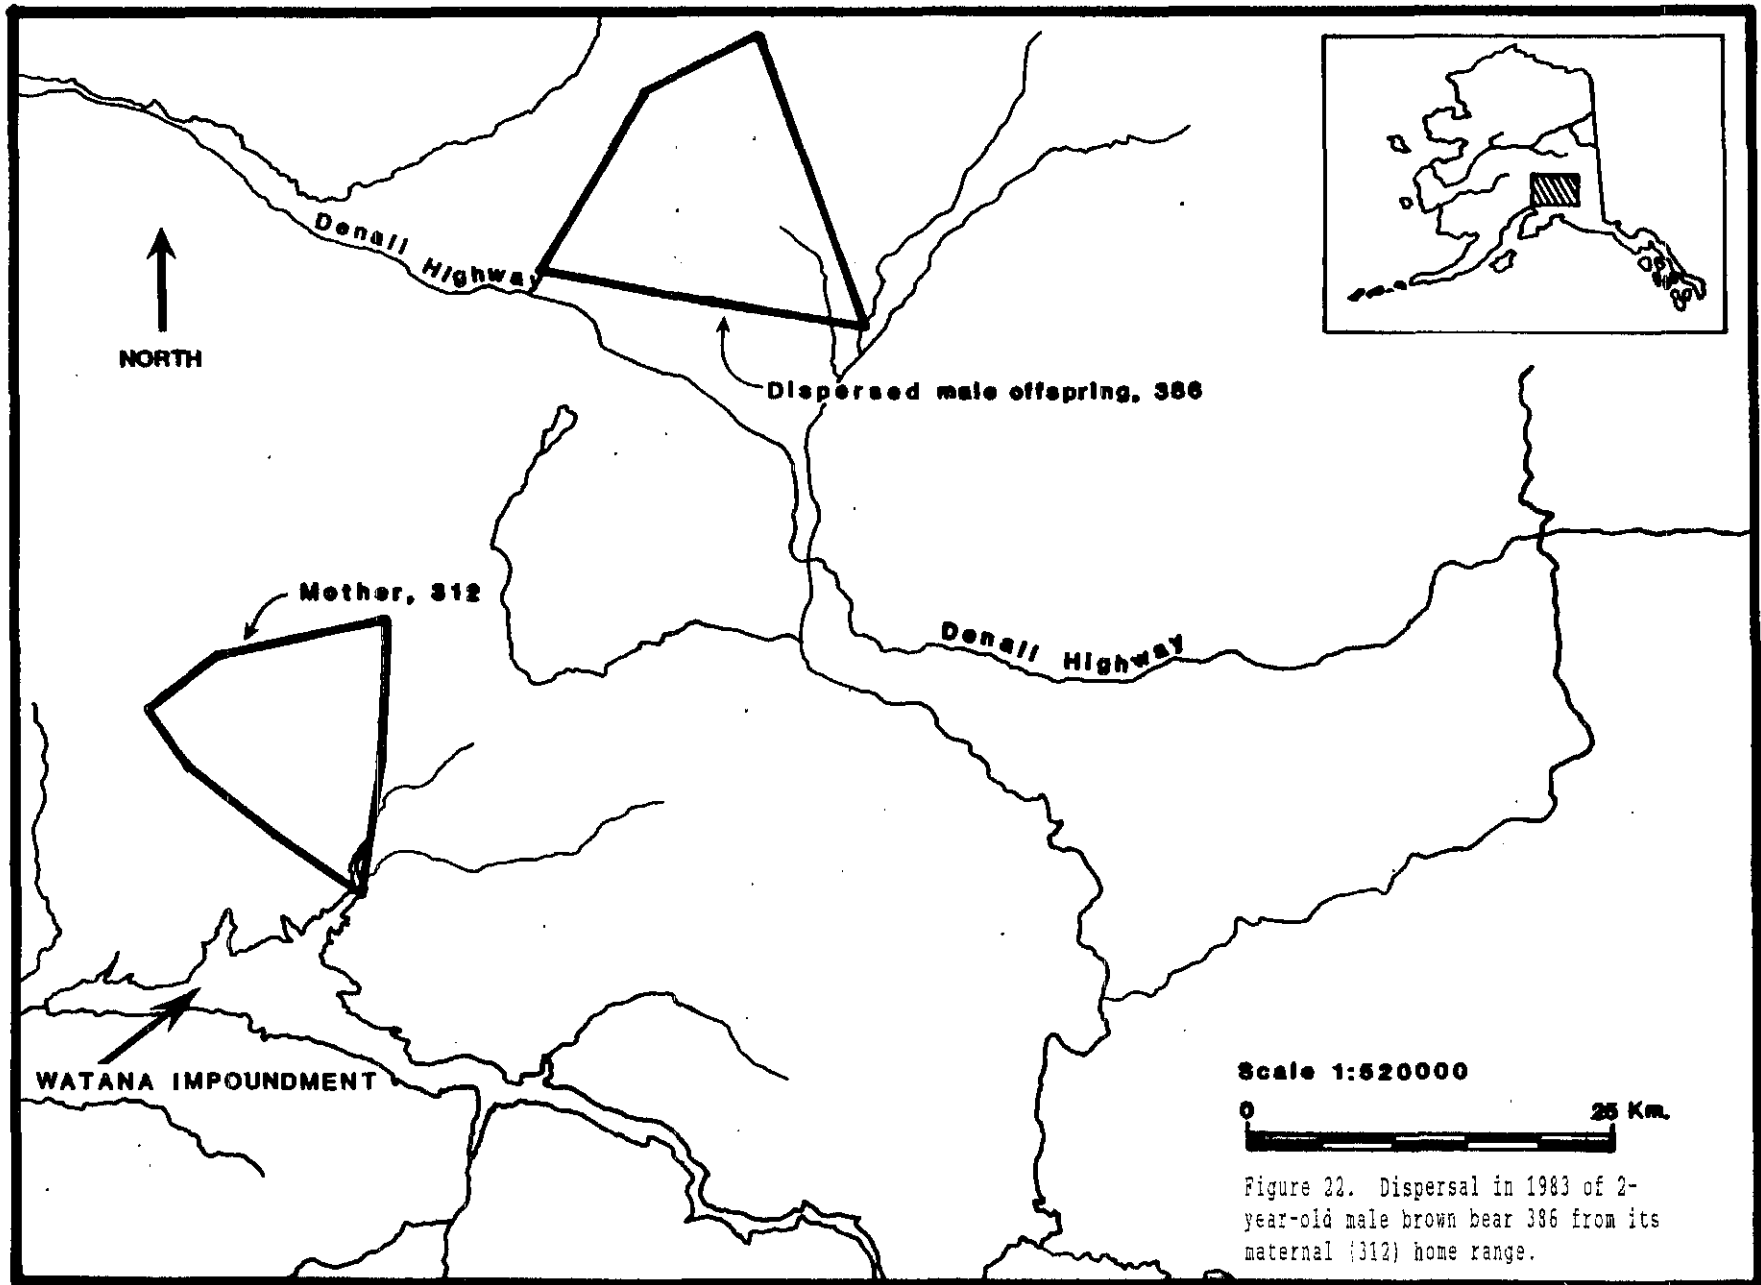 Denali Highway
NORTH
Dispersed male offspring, 386
Mother, 312
Denali Highway
WATANA IMPOUNDMENT
Scale 1:520000
0 25 Km.
Figure 22. Dispersal in 1983 of 2-
year-old male brown bear 386 from its
maternal (312) home range.